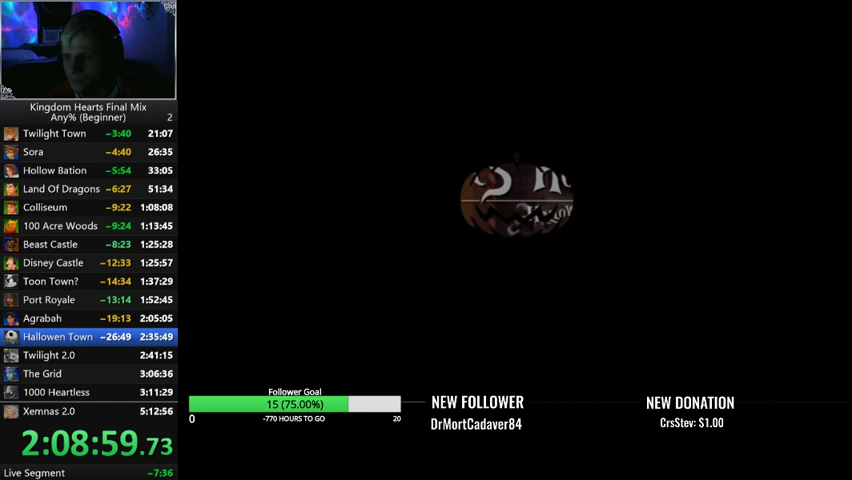 Kingdom Hearts Final Mix
Any% (Beginner) 2
Twilight Town -3:40 21:07
Sora -4:40 26:35
Hollow Bation -5:54 33:05
Land Of Dragons -6:27 51:34
Colliseum -9:22 1:08:08
100 Acre Woods -9:24 1:13:45
Beast Castle -8:23 1:25:28
Disney Castle -12:33 1:25:57
Toon Town? -14:34 1:37:29
Port Royale -13:14 1:52:45
Agrabah -19:13 2:05:05
Hallowen Town -26:49 2:35:49
Twilight 2.0 2:41:15
The Grid 3:06:36
1000 Heartless 3:11:29
Xemnas 2.0 5:12:56
2:08:59.73
Live Segment -7:36
Follower Goal
15 (75.00%)
0 -770 HOURS TO GO 20
NEW FOLLOWER
DrMortCadaver84
NEW DONATION
CrsStev: $1.00